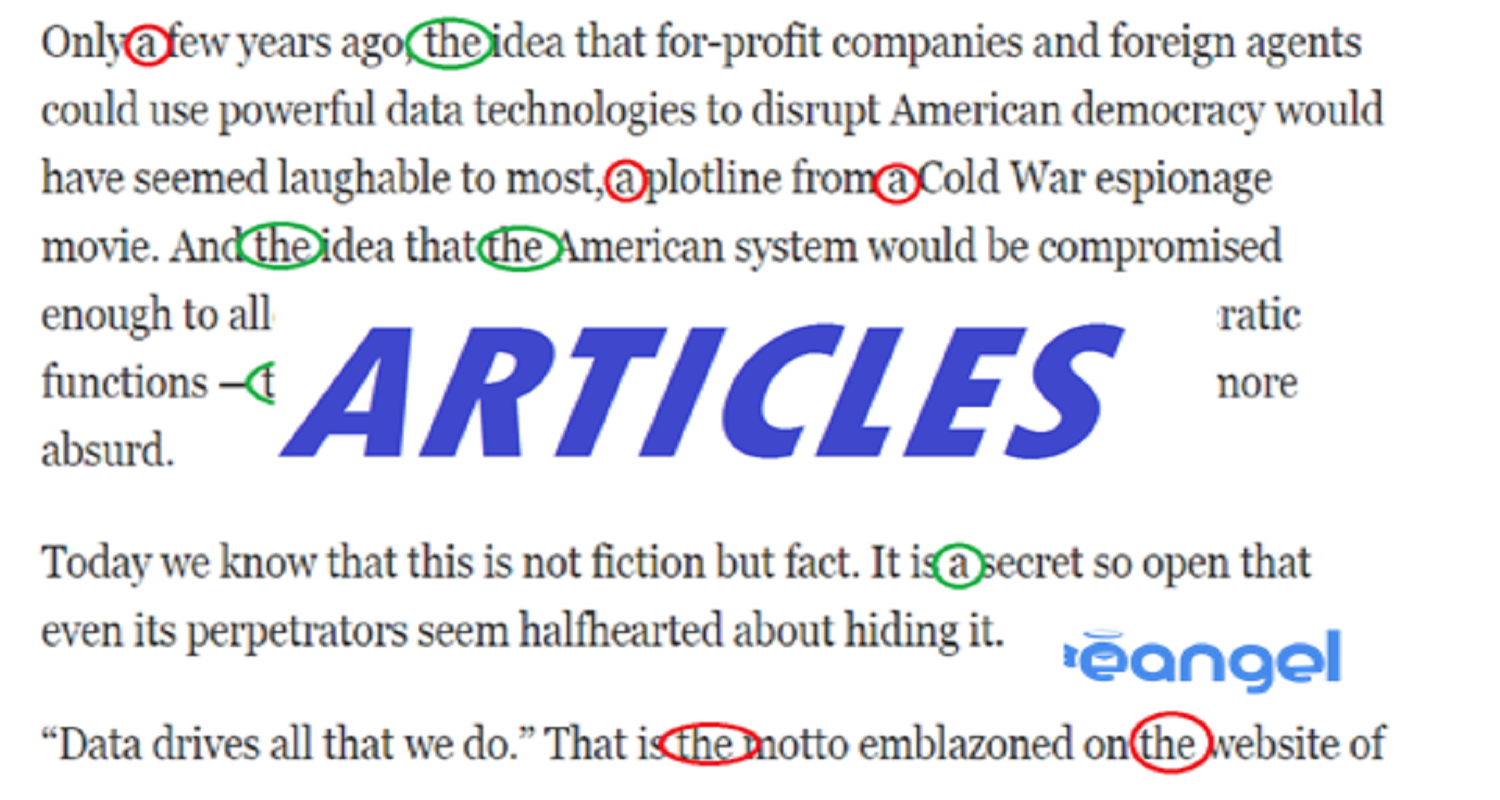 Only a few years ago, the idea that for-profit companies and foreign agents
could use powerful data technologies to disrupt American democracy would
have seemed laughable to most, a plotline from a Cold War espionage
movie. And the idea that the American system would be compromised
enough to all
ratic
functions – t
more
absurd.
ARTICLES
Today we know that this is not fiction but fact. It is a secret so open that
even its perpetrators seem halfhearted about hiding it.
eangel
“Data drives all that we do.” That is the motto emblazoned on the website of